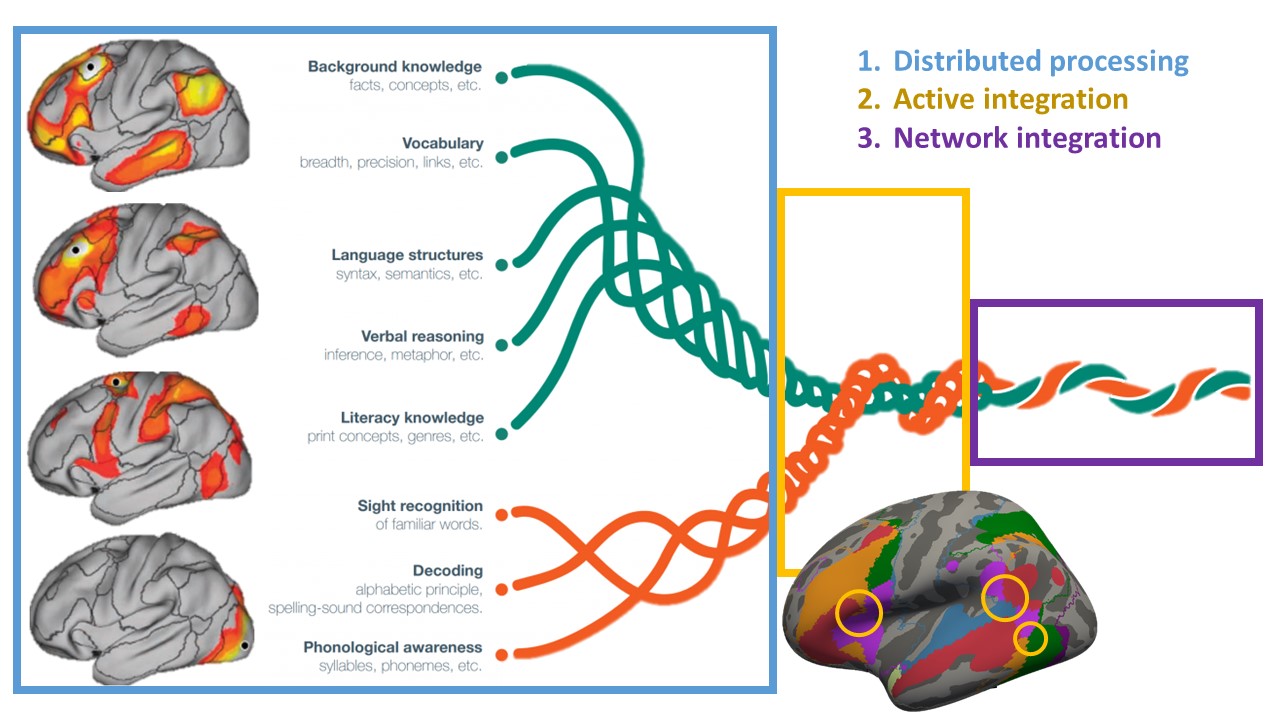 Background knowledge
facts, concepts, etc.
Vocabulary
breadth, precision, links, etc.
Language structures
syntax, semantics, etc.
Verbal reasoning
inference, metaphor, etc.
Literacy knowledge
print concepts, genres, etc.
Sight recognition
of familiar words.
Decoding
alphabetic principle,
spelling-sound correspondences.
Phonological awareness
syllables, phonemes, etc.
1. Distributed processing
2. Active integration
3. Network integration